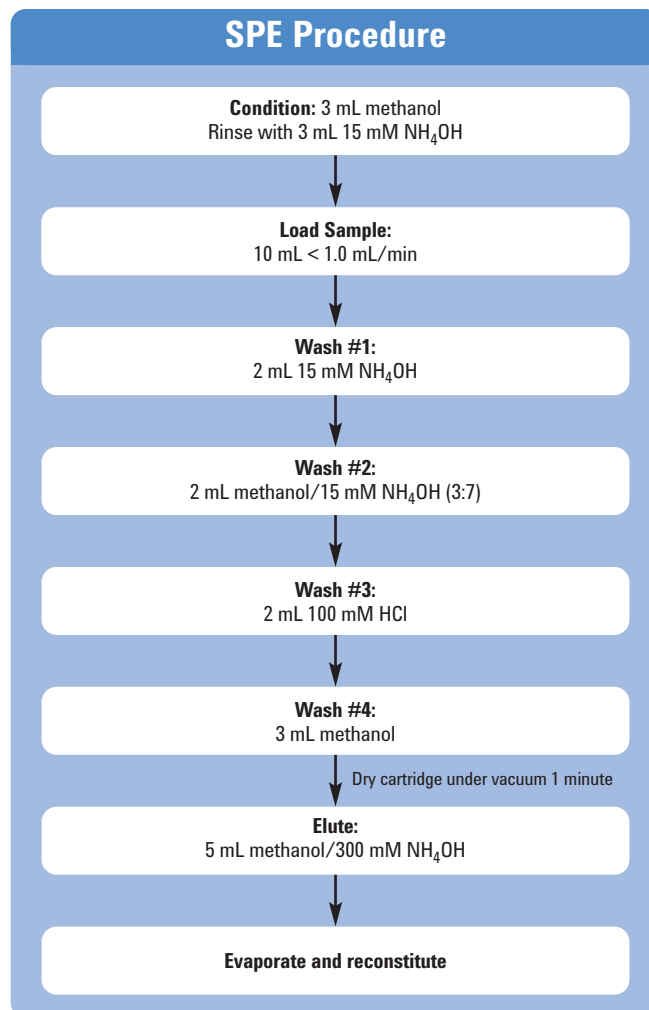 SPE Procedure
Condition: 3 mL methanol
Rinse with 3 mL 15 mM NH₄OH
Load Sample:
10 mL < 1.0 mL/min
Wash #1:
2 mL 15 mM NH₄OH
Wash #2:
2 mL methanol/15 mM NH₄OH (3:7)
Wash #3:
2 mL 100 mM HCl
Wash #4:
3 mL methanol
Dry cartridge under vacuum 1 minute
Elute:
5 mL methanol/300 mM NH₄OH
Evaporate and reconstitute